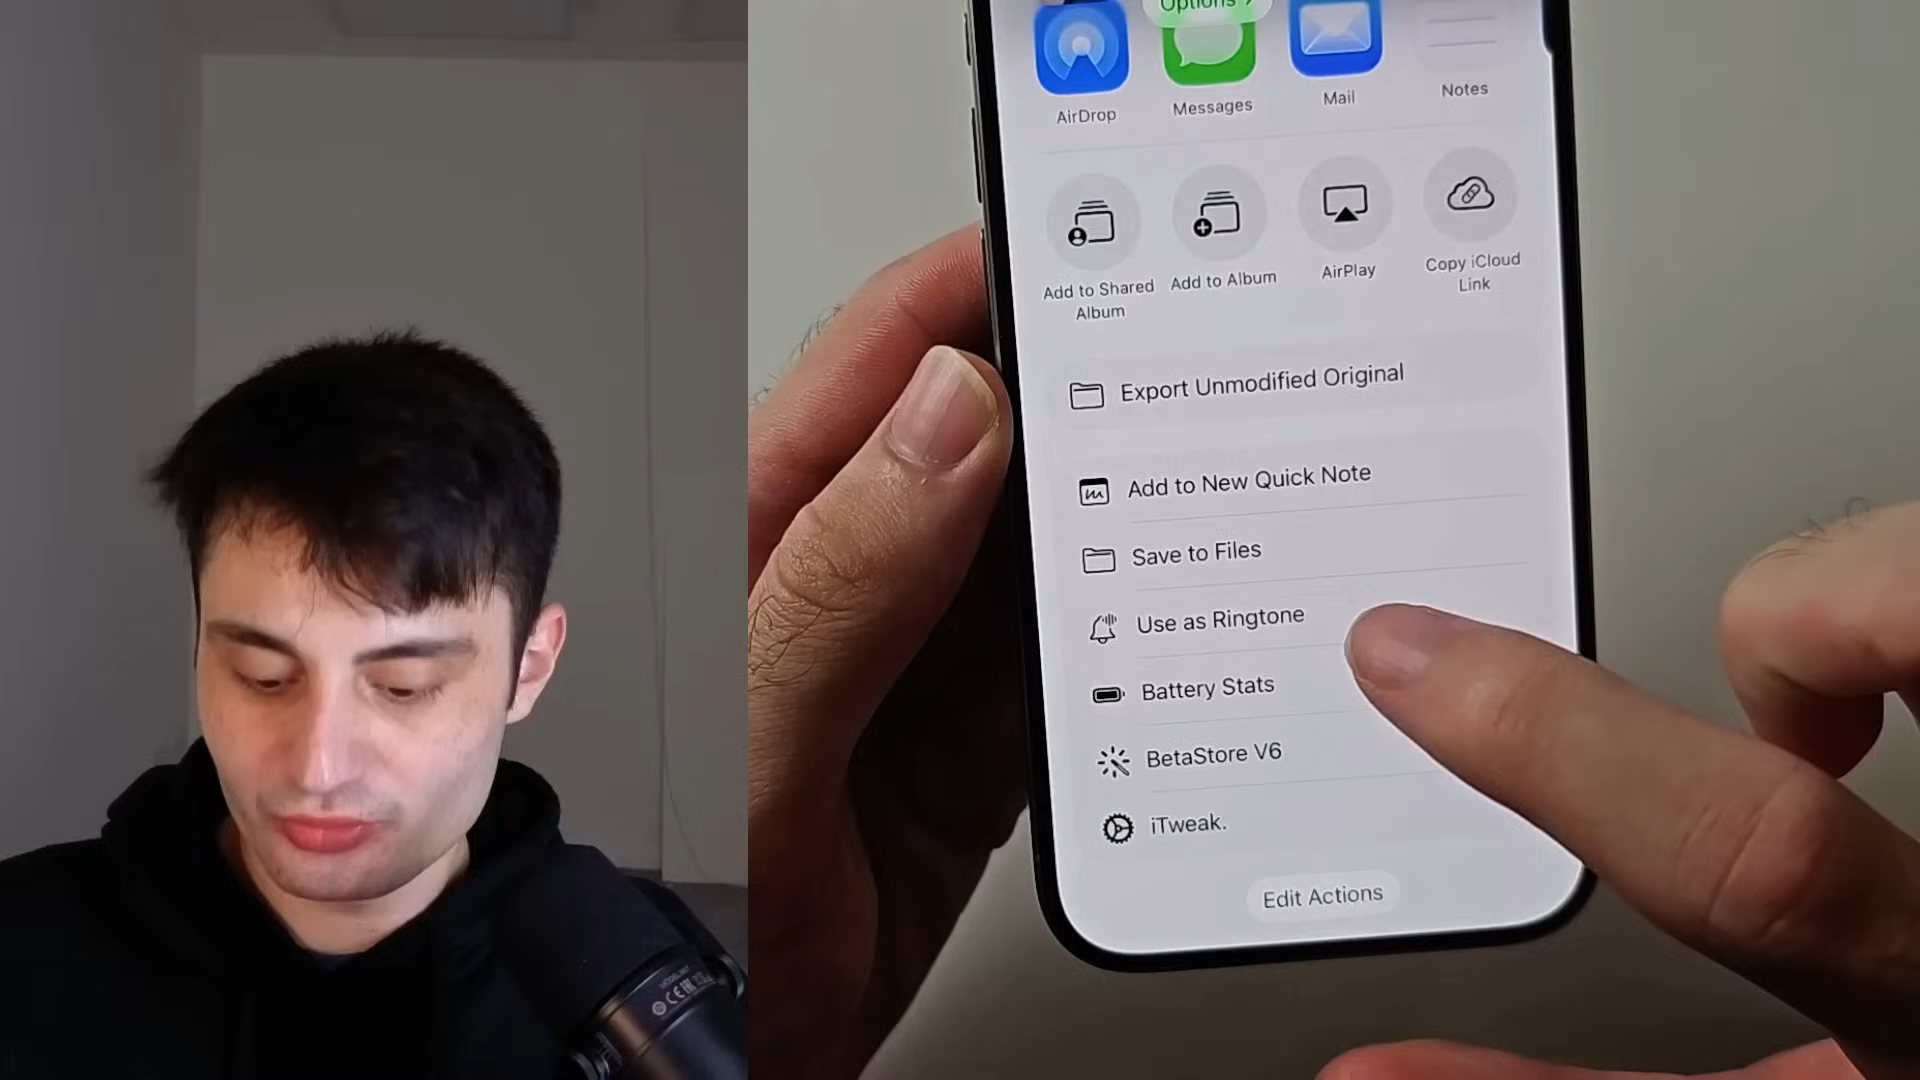 Options
AirDrop
Messages
Mail
Notes
Add to Shared
Album
Add to Album
AirPlay
Copy iCloud
Link
Export Unmodified Original
Add to New Quick Note
Save to Files
Use as Ringtone
Battery Stats
BetaStore V6
iTweak.
Edit Actions